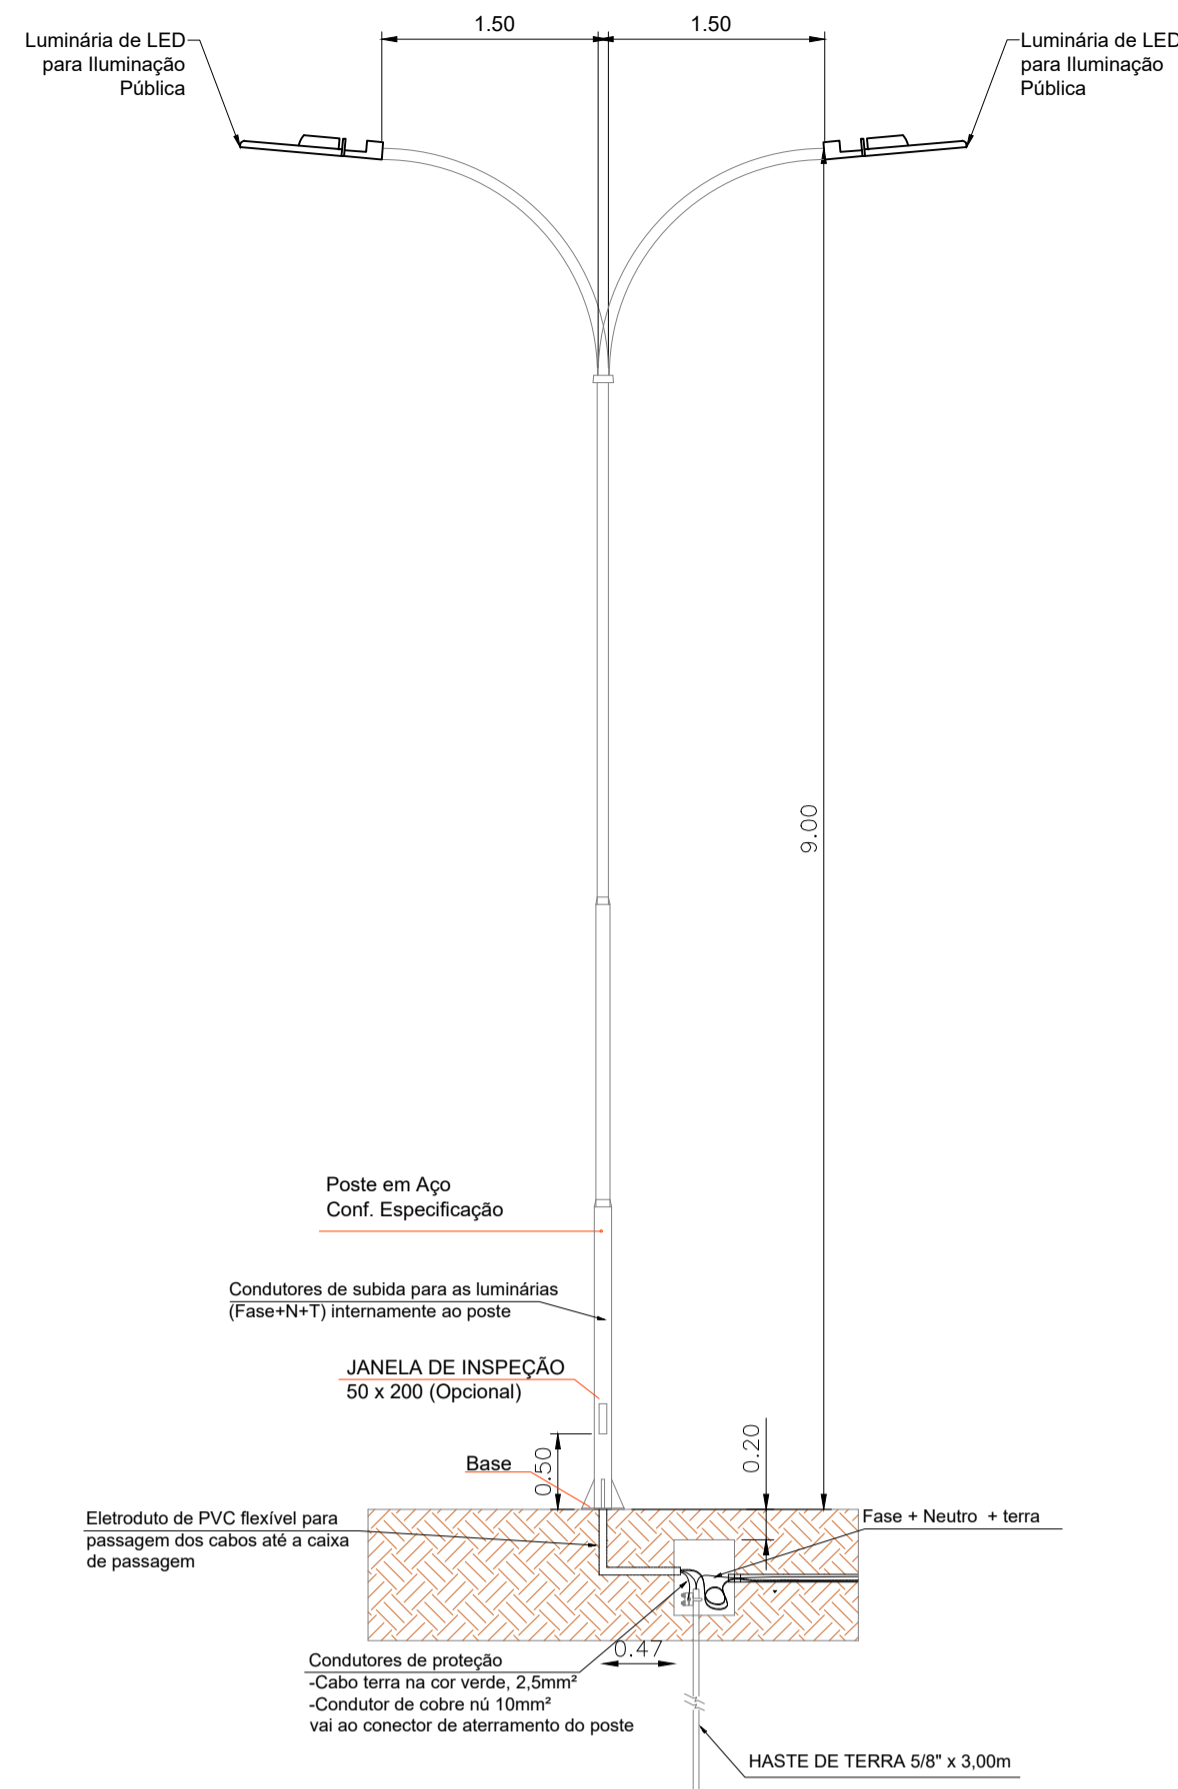 1.50
1.50
Luminária de LED
para Iluminação
Pública
Luminária de LED
para Iluminação
Pública
9.00
Poste em Aço
Conf. Especificação
Condutores de subida para as luminárias
(Fase+N+T) internamente ao poste
JANELA DE INSPEÇÃO
50 x 200 (Opcional)
0.20
0.50
Base
Eletroduto de PVC flexível para
passagem dos cabos até a caixa
de passagem
Fase + Neutro + terra
0.47
Condutores de proteção
-Cabo terra na cor verde, 2,5mm²
-Condutor de cobre nú 10mm²
vai ao conector de aterramento do poste
HASTE DE TERRA 5/8" x 3,00m